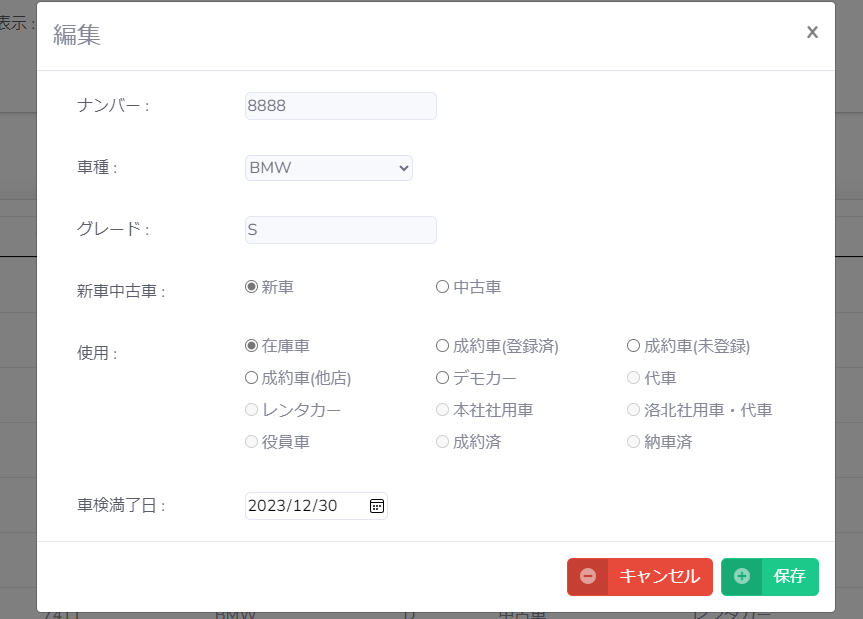 表示 :
編集
x
ナンバー :
8888
車種 :
BMW
グレード :
S
新車中古車 :
新車 中古車
使用 :
在庫車 成約車(登録済) 成約車(未登録)
成約車(他店) デモカー 代車
レンタカー 本社社用車 洛北社用車・代車
役員車 成約済 納車済
車検満了日 :
2023/12/30
キャンセル 保存
7411 BMW D 中古車 レンタカー